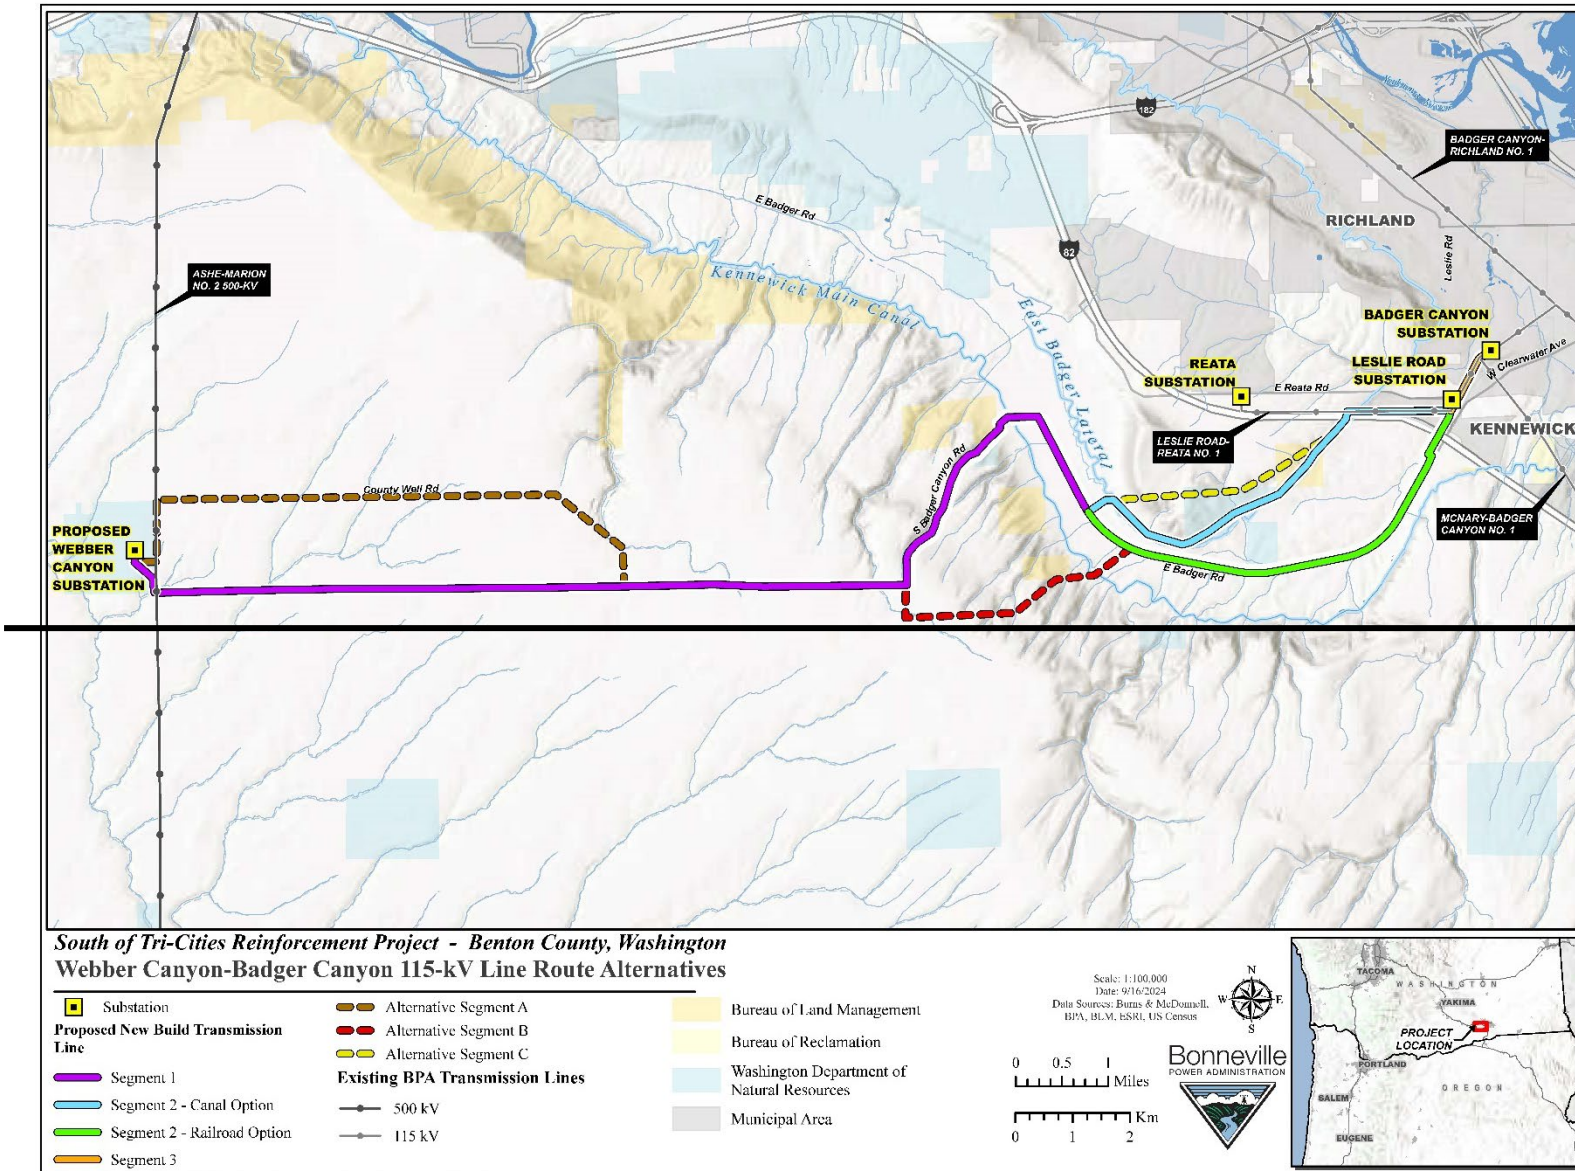 182
BADGER CANYON-
RICHLAND NO. 1
E Badger Rd
RICHLAND
82
Leslie Rd
ASHE-MARION
NO. 2 500-KV
Kennewick Main Canal
East Badger Lateral
BADGER CANYON
SUBSTATION
REATA
SUBSTATION
LESLIE ROAD
SUBSTATION
W Clearwater Ave
E Reata Rd
KENNEWICK
LESLIE ROAD-
REATA NO. 1
S Badger Canyon Rd
County Well Rd
MCNARY-BADGER
CANYON NO. 1
PROPOSED
WEBBER
CANYON
SUBSTATION
E Badger Rd
South of Tri-Cities Reinforcement Project - Benton County, Washington
Webber Canyon-Badger Canyon 115-kV Line Route Alternatives
Substation
Proposed New Build Transmission
Line
Segment 1
Segment 2 - Canal Option
Segment 2 - Railroad Option
Segment 3
Alternative Segment A
Alternative Segment B
Alternative Segment C
Existing BPA Transmission Lines
500 kV
115 kV
Bureau of Land Management
Bureau of Reclamation
Washington Department of
Natural Resources
Municipal Area
Scale: 1:100,000
Date: 9/16/2024
Data Sources: Burns & McDonnell,
BPA, BLM, ESRI, US Census
N
W E
S
0 0.5 1
Miles
Km
0 1 2
Bonneville
POWER ADMINISTRATION
TACOMA
WASHINGTON
YAKIMA
PROJECT
LOCATION
PORTLAND
SALEM
OREGON
EUGENE